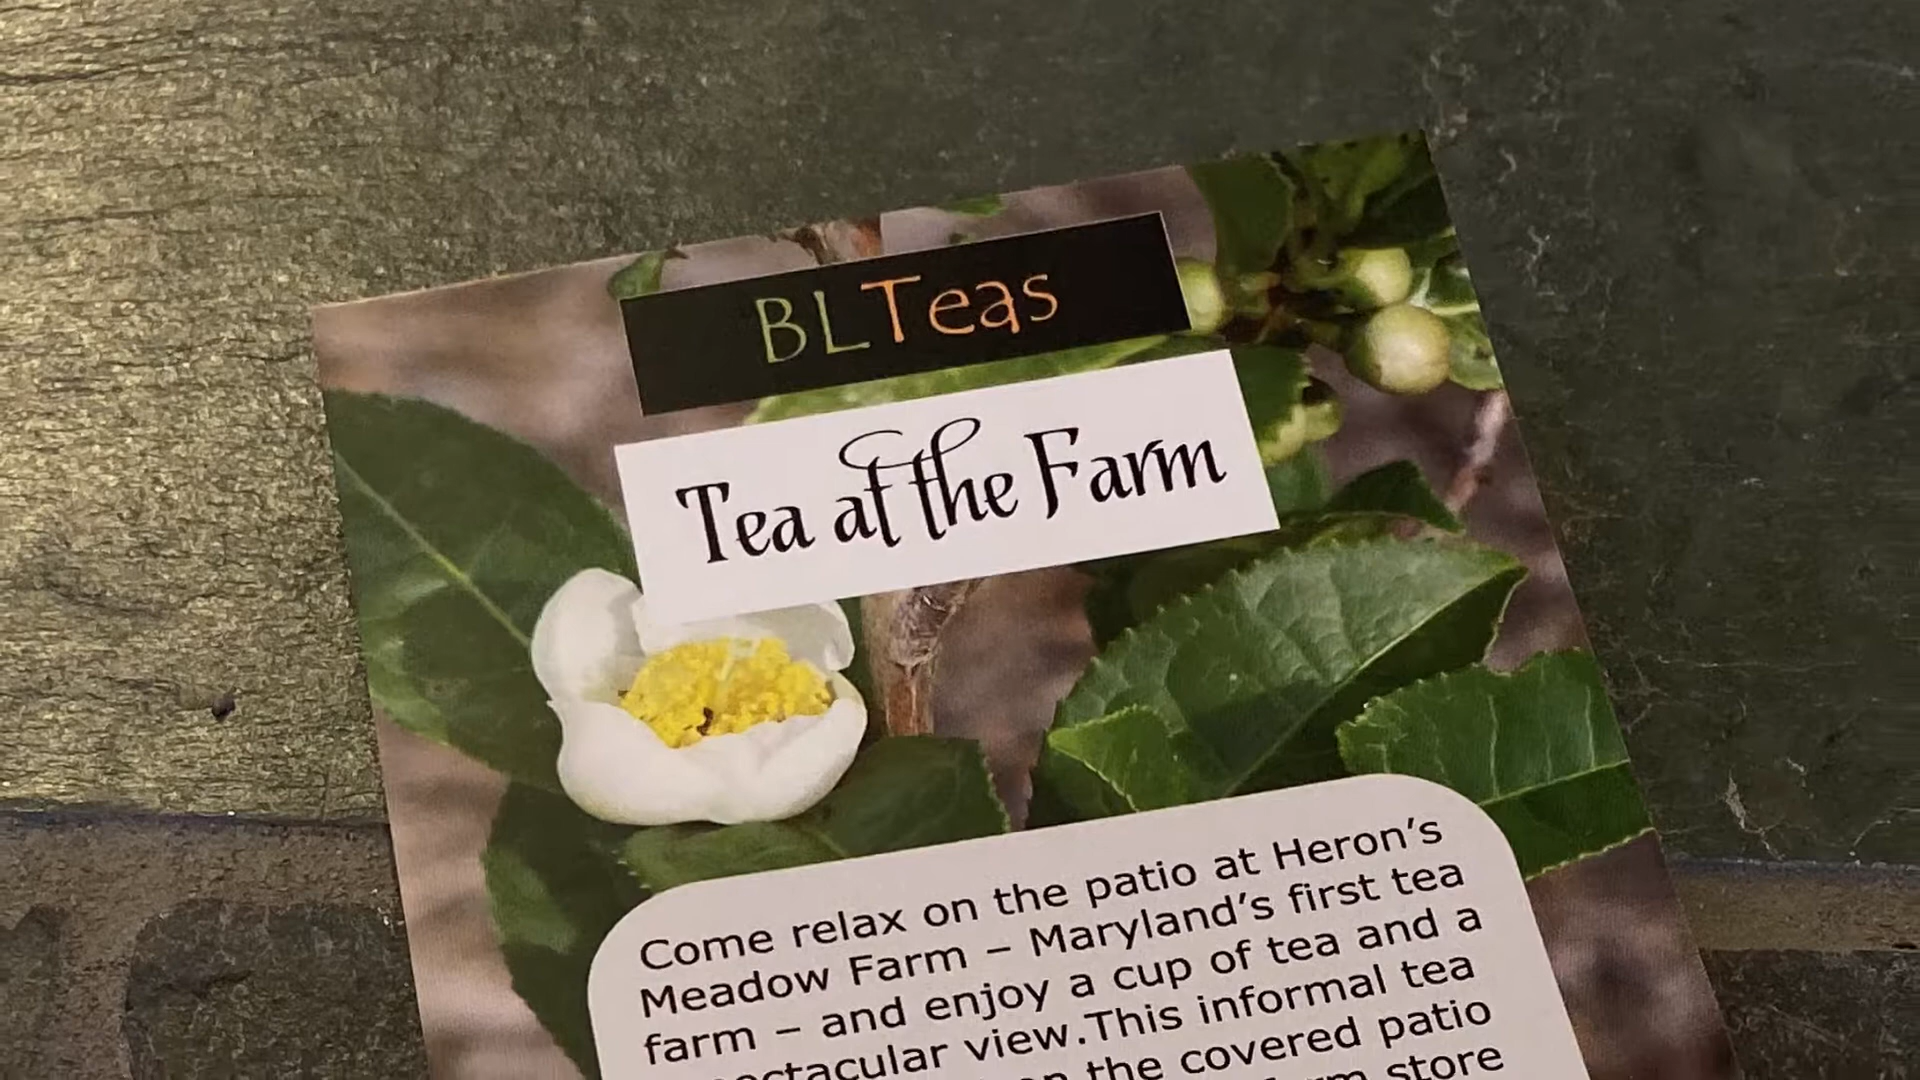 BLTeas
Tea at the Farm
Come relax on the patio at Heron's
Meadow Farm – Maryland's first tea
farm – and enjoy a cup of tea and a
view.This informal tea
the covered patio
store